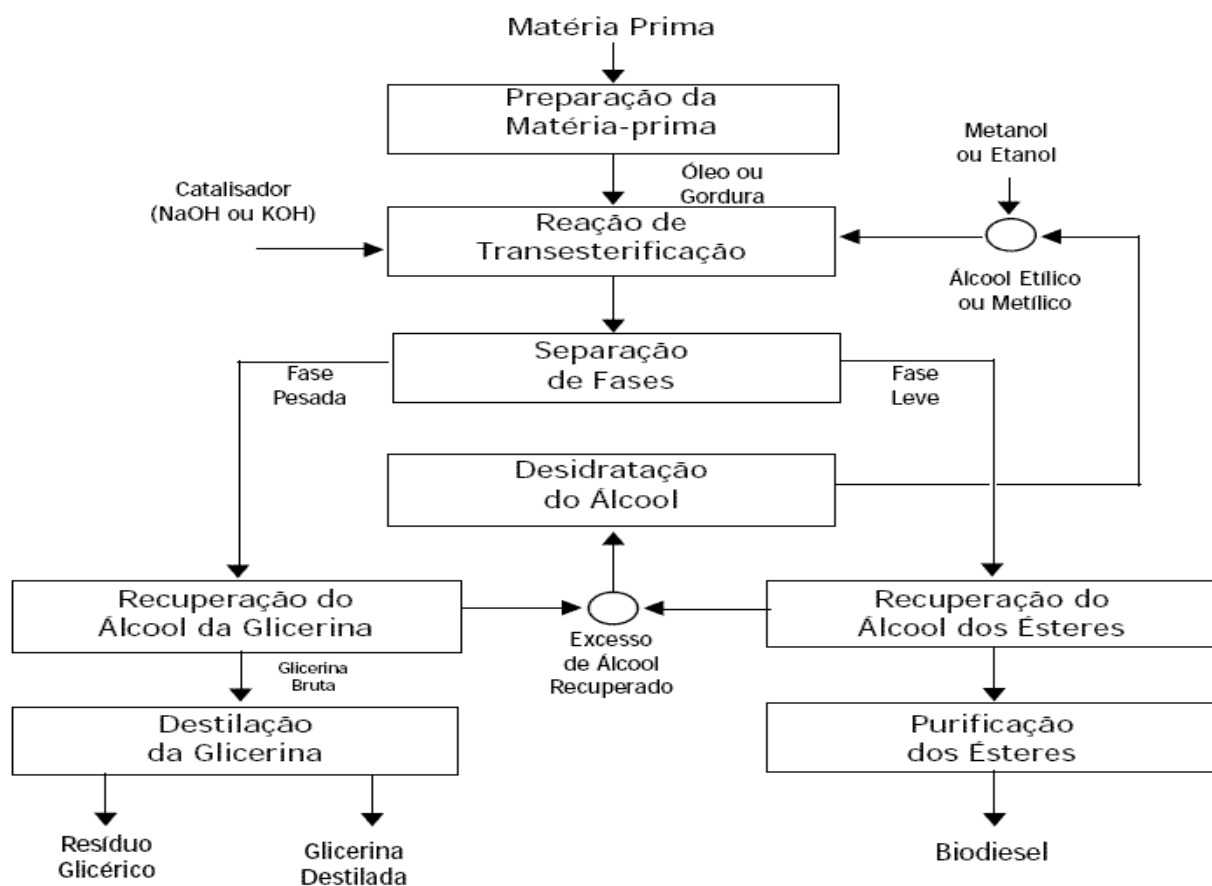 Matéria Prima
Preparação da
Matéria-prima
Metanol
ou Etanol
Óleo ou
Gordura
Catalisador
(NaOH ou KOH)
Reação de
Transesterificação
Álcool Etílico
ou Metílico
Separação
de Fases
Fase
Pesada
Fase
Leve
Desidratação
do Álcool
Recuperação do
Álcool da Glicerina
Excesso
de Álcool
Recuperado
Recuperação do
Álcool dos Ésteres
Glicerina
Bruta
Destilação
da Glicerina
Purificação
dos Ésteres
Resíduo
Glicérico
Glicerina
Destilada
Biodiesel